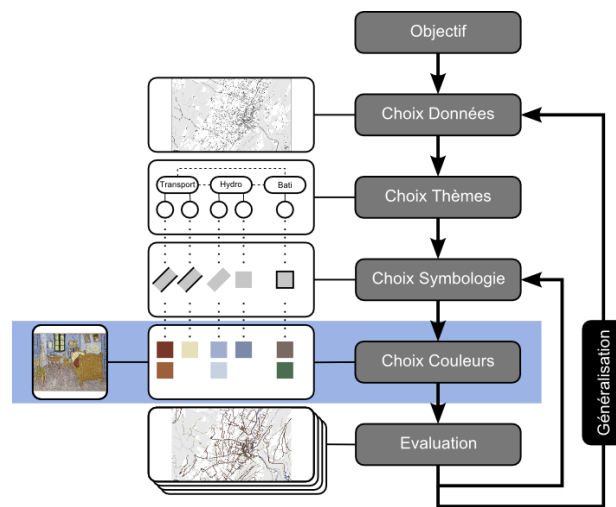 Objectif
Choix Données
Choix Thèmes
Transport
Hydro
Bati
Choix Symbologie
Choix Couleurs
Evaluation
Généralisation